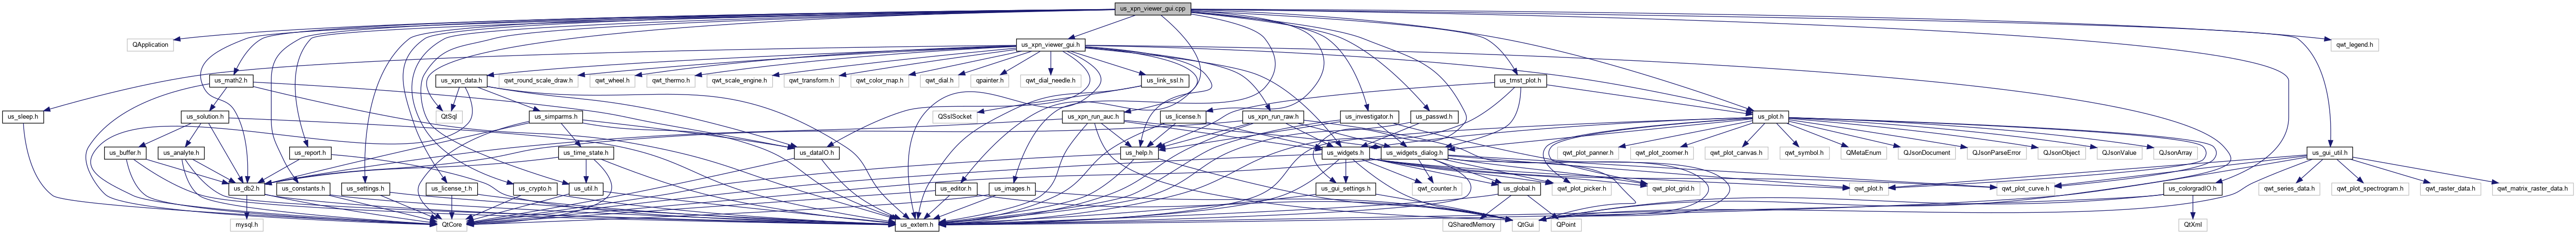 us_xpn_viewer_gui.cpp
QApplication
us_xpn_viewer_gui.h
qwt_legend.h
us_math2.h
us_xpn_data.h
qwt_round_scale_draw.h
qwt_wheel.h
qwt_thermo.h
qwt_scale_engine.h
qwt_transform.h
qwt_color_map.h
qwt_dial.h
qpainter.h
qwt_dial_needle.h
us_link_ssl.h
us_tmst_plot.h
us_sleep.h
us_solution.h
QtSql
us_simparms.h
QSslSocket
us_xpn_run_auc.h
us_license.h
us_xpn_run_raw.h
us_investigator.h
us_passwd.h
us_plot.h
us_buffer.h
us_analyte.h
us_report.h
us_time_state.h
us_dataIO.h
us_help.h
us_widgets.h
us_widgets_dialog.h
qwt_plot_panner.h
qwt_plot_zoomer.h
qwt_plot_canvas.h
qwt_symbol.h
QMetaEnum
QJsonDocument
QJsonParseError
QJsonObject
QJsonValue
QJsonArray
us_gui_util.h
us_db2.h
us_constants.h
us_settings.h
us_license_t.h
us_crypto.h
us_util.h
us_editor.h
us_images.h
us_gui_settings.h
qwt_counter.h
us_global.h
qwt_plot_picker.h
qwt_plot_grid.h
qwt_plot.h
qwt_plot_curve.h
us_colorgradIO.h
qwt_series_data.h
qwt_plot_spectrogram.h
qwt_raster_data.h
qwt_matrix_raster_data.h
mysql.h
QtCore
us_extern.h
QSharedMemory
QtGui
QPoint
QtXml